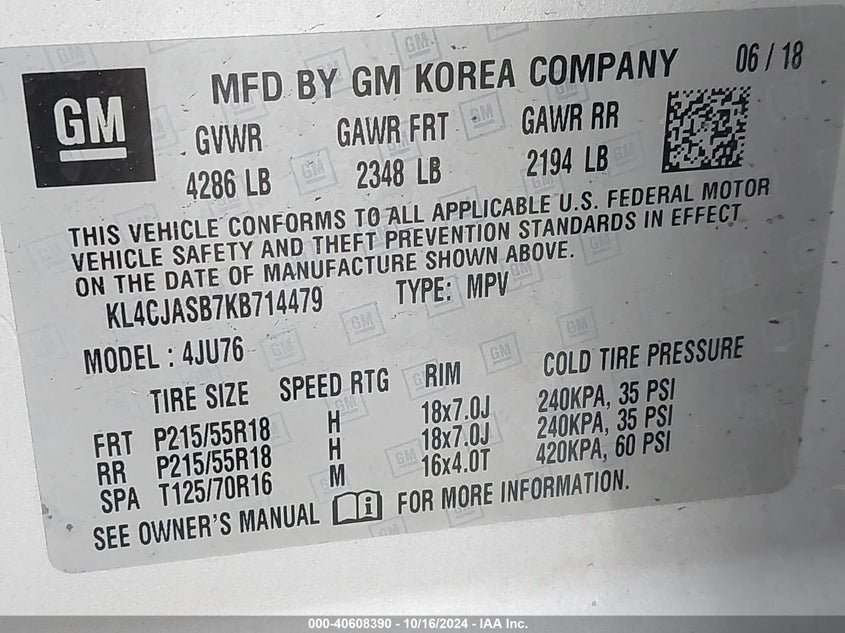 GM
MFD BY GM KOREA COMPANY 06 / 18
GVWR GAWR FRT GAWR RR
4286 LB 2348 LB 2194 LB
THIS VEHICLE CONFORMS TO ALL APPLICABLE U.S. FEDERAL MOTOR
VEHICLE SAFETY AND THEFT PREVENTION STANDARDS IN EFFECT
ON THE DATE OF MANUFACTURE SHOWN ABOVE.
KL4CJASB7KB714479 TYPE: MPV
MODEL : 4JU76
TIRE SIZE SPEED RTG RIM COLD TIRE PRESSURE
FRT P215/55R18 H 18x7.0J 240KPA, 35 PSI
RR P215/55R18 H 18x7.0J 240KPA, 35 PSI
SPA T125/70R16 M 16x4.0T 420KPA, 60 PSI
SEE OWNER'S MANUAL FOR MORE INFORMATION.
000-40608390 - 10/16/2024 - IAA Inc.